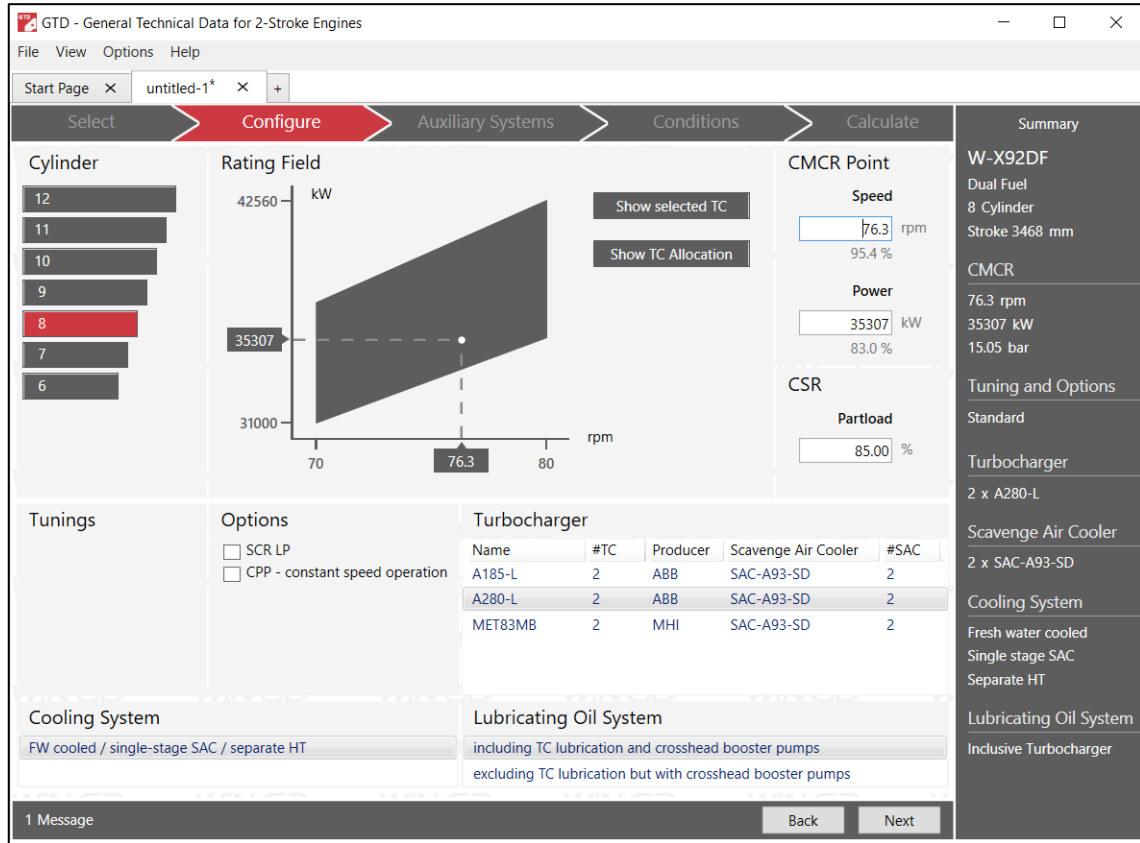 GTD - General Technical Data for 2-Stroke Engines
File View Options Help
Start Page × untitled-1* × +
Select Configure Auxiliary Systems Conditions Calculate
Cylinder
12
11
10
9
8
7
6
Rating Field
kW
42560
35307
31000
70
76.3
80
rpm
Show selected TC
Show TC Allocation
CMCR Point
Speed
76.3 rpm
95.4 %
Power
35307 kW
83.0 %
CSR
Partload
85.00 %
Tunings
Options
SCR LP
CPP - constant speed operation
Turbocharger
Name #TC Producer Scavenge Air Cooler #SAC
A185-L 2 ABB SAC-A93-SD 2
A280-L 2 ABB SAC-A93-SD 2
MET83MB 2 MHI SAC-A93-SD 2
Cooling System
FW cooled / single-stage SAC / separate HT
Lubricating Oil System
including TC lubrication and crosshead booster pumps
excluding TC lubrication but with crosshead booster pumps
1 Message
Back
Next
Summary
W-X92DF
Dual Fuel
8 Cylinder
Stroke 3468 mm
CMCR
76.3 rpm
35307 kW
15.05 bar
Tuning and Options
Standard
Turbocharger
2 x A280-L
Scavenge Air Cooler
2 x SAC-A93-SD
Cooling System
Fresh water cooled
Single stage SAC
Separate HT
Lubricating Oil System
Inclusive Turbocharger